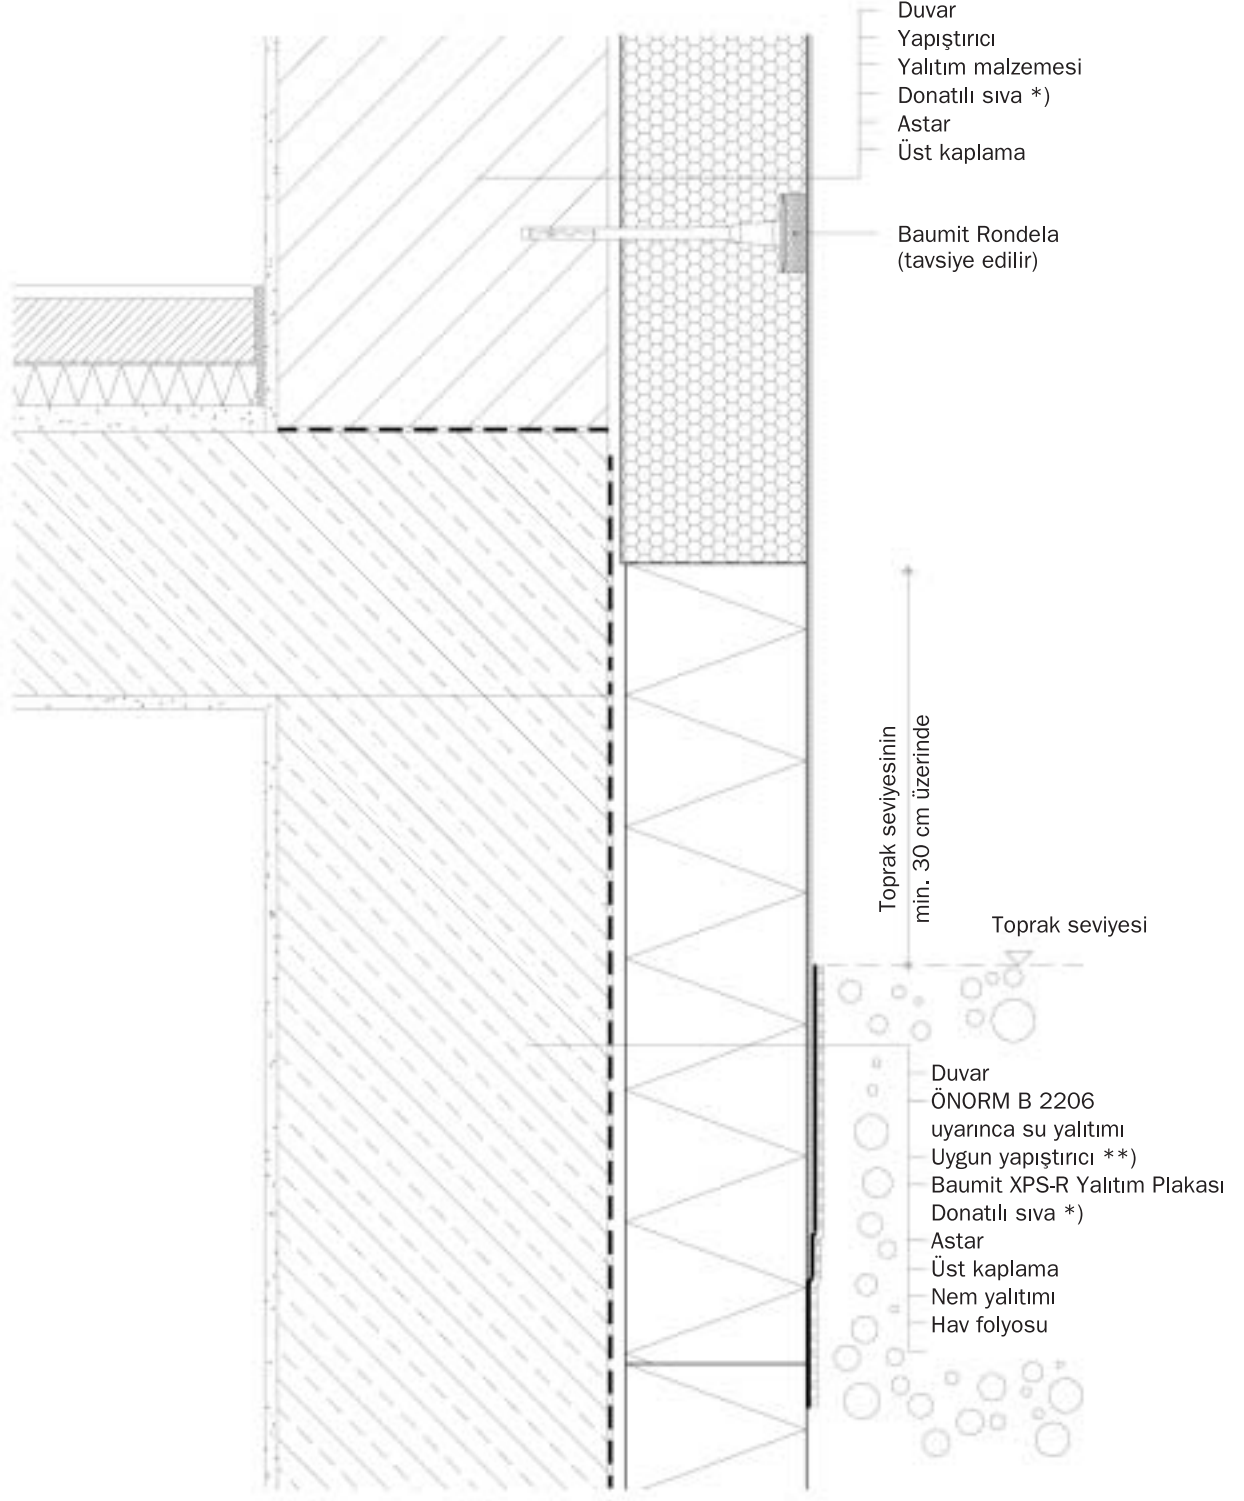 Duvar
Yapıştırıcı
Yalıtım malzemesi
Donatılı sıva *)
Astar
Üst kaplama
Baumit Rondela
(tavsiye edilir)
Toprak seviyesinin
min. 30 cm üzerinde
Toprak seviyesi
Duvar
ÖNORM B 2206
uyarınca su yalıtımı
Uygun yapıştırıcı **)
Baumit XPS-R Yalıtım Plakası
Donatılı sıva *)
Astar
Üst kaplama
Nem yalıtımı
Hav folyosu